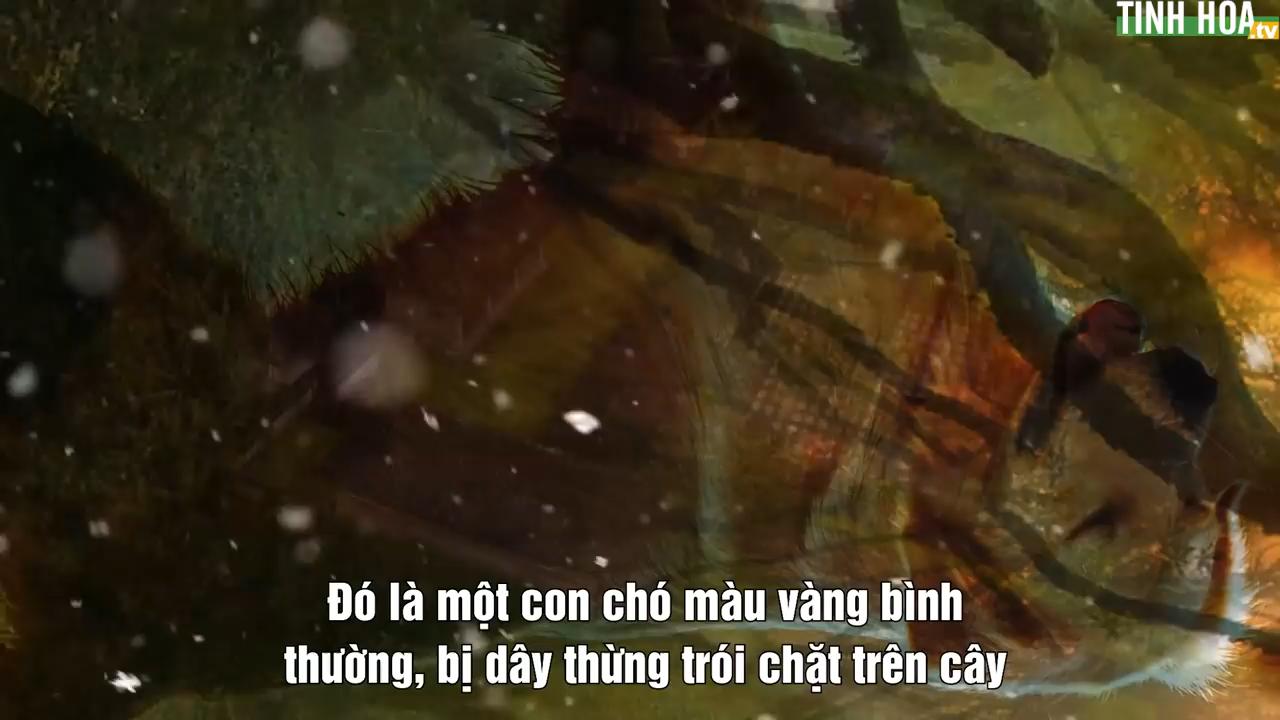 TINH HOA
.tv
Đó là một con chó màu vàng bình
thường, bị dây thừng trói chặt trên cây